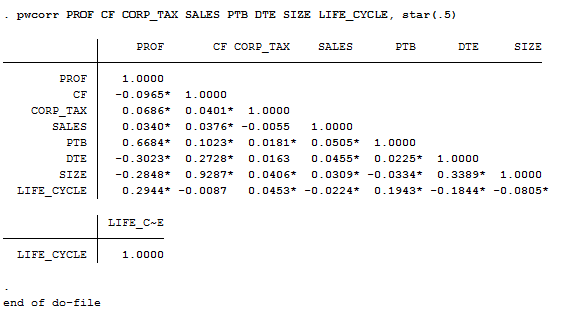 . pwcorr PROF CF CORP_TAX SALES PTB DTE SIZE LIFE_CYCLE, star(.5)
PROF CF CORP_TAX SALES PTB DTE SIZE
PROF 1.0000
CF -0.0965* 1.0000
CORP_TAX 0.0686* 0.0401* 1.0000
SALES 0.0340* 0.0376* -0.0055 1.0000
PTB 0.6684* 0.1023* 0.0181* 0.0505* 1.0000
DTE -0.3023* 0.2728* 0.0163 0.0455* 0.0225* 1.0000
SIZE -0.2848* 0.9287* 0.0406* 0.0309* -0.0334* 0.3389* 1.0000
LIFE_CYCLE 0.2944* -0.0087 0.0453* -0.0224* 0.1943* -0.1844* -0.0805*
LIFE_C~E
LIFE_CYCLE 1.0000
.
end of do-file